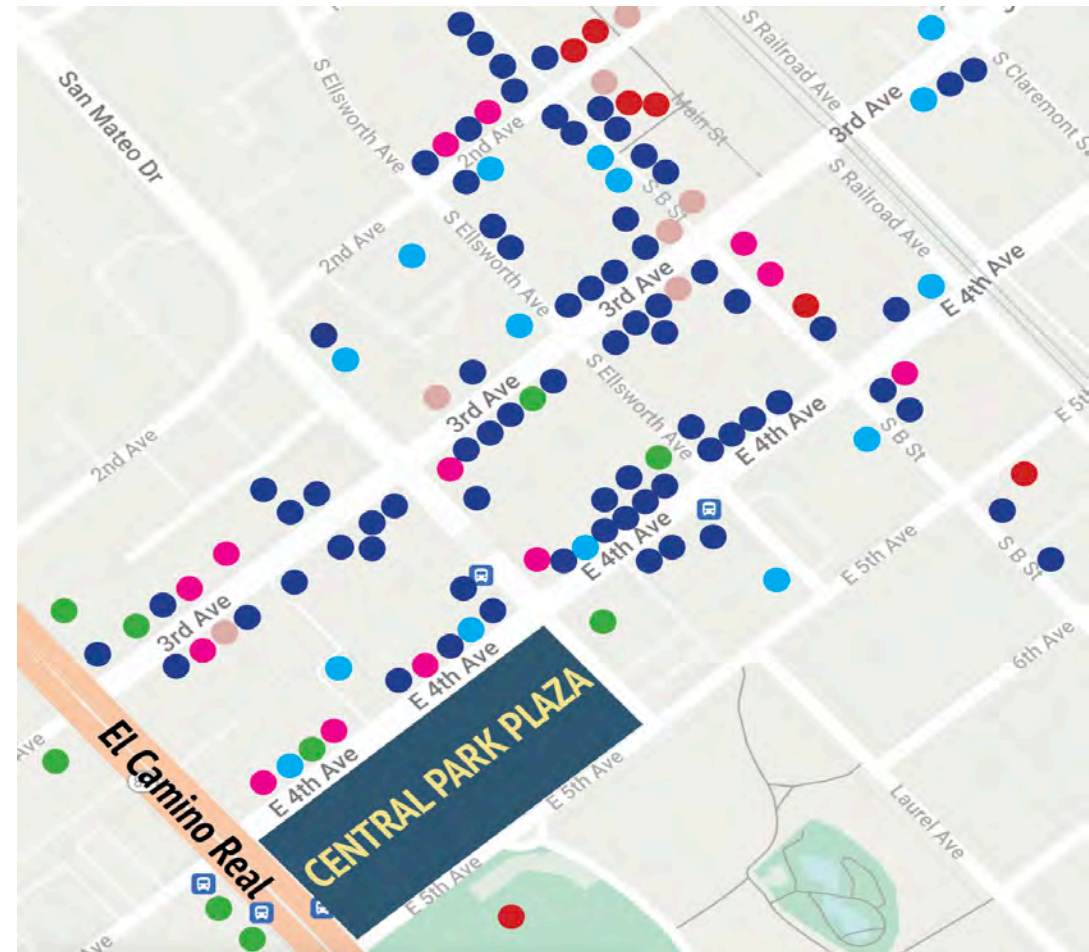 S Railroad Ave
S Claremont S
San Mateo Dr
S Ellsworth Ave
2nd Ave
Main St
3rd Ave
S Railroad Ave
S B St
2nd Ave
S Ellsworth Ave
3rd Ave
E 4th Ave
3rd Ave
S Ellsworth Ave
E 4th Ave
E 5t
S B St
2nd Ave
E 4th Ave
E 5th Ave
S B St
3rd Ave
E 4th Ave
6th Ave
CENTRAL PARK PLAZA
Ave
El Camino Real
E 4th Ave
E 5th Ave
Laurel Ave
E 5th Ave
Ave